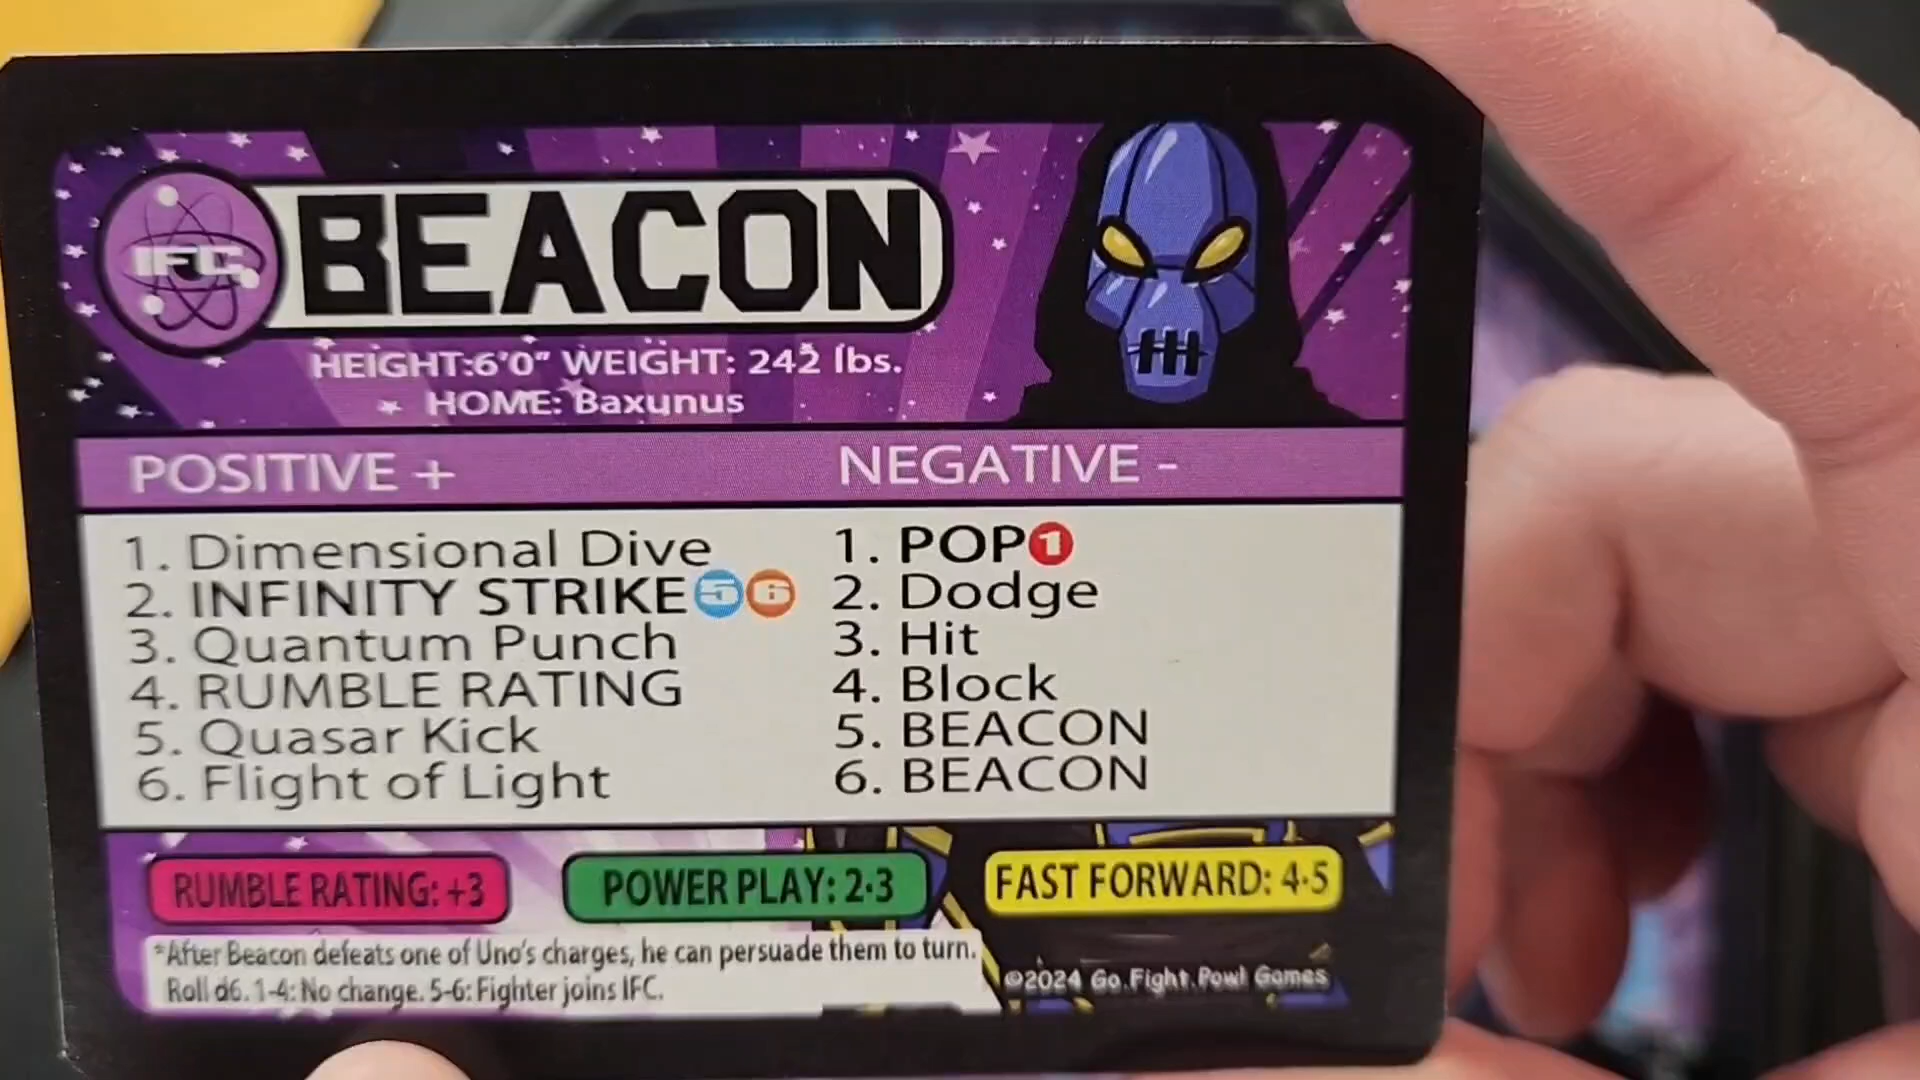 IFC
BEACON
HEIGHT:6'0" WEIGHT: 242 lbs.
HOME: Baxunus
POSITIVE +
NEGATIVE -
1. Dimensional Dive
2. INFINITY STRIKE 5 6
3. Quantum Punch
4. RUMBLE RATING
5. Quasar Kick
6. Flight of Light
1. POP 1
2. Dodge
3. Hit
4. Block
5. BEACON
6. BEACON
RUMBLE RATING: +3
POWER PLAY: 2-3
FAST FORWARD: 4-5
*After Beacon defeats one of Uno's charges, he can persuade them to turn.
Roll d6. 1-4: No change. 5-6: Fighter joins IFC.
©2024 Go.Fight.Pow! Games